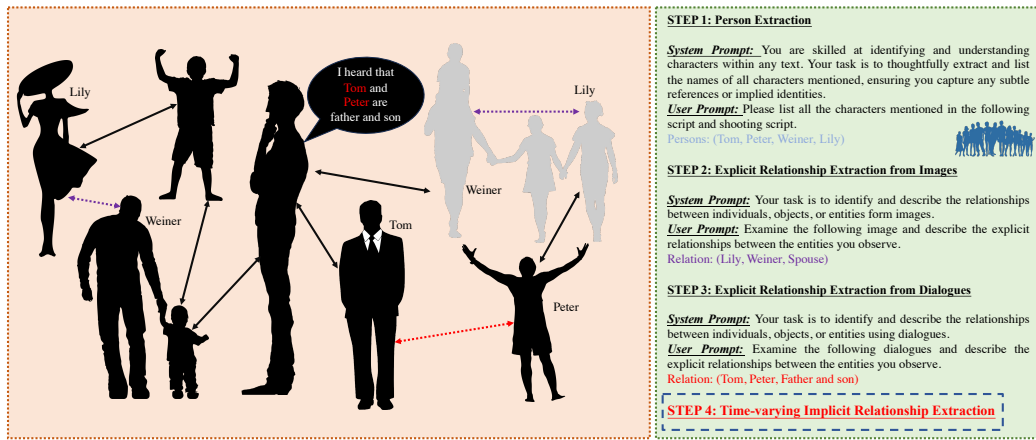 Lily
I heard that
Tom and
Peter are
father and son
Lily
Weiner
Weiner
Tom
Peter
STEP 1: Person Extraction
System Prompt: You are skilled at identifying and understanding
characters within any text. Your task is to thoughtfully extract and list
the names of all characters mentioned, ensuring you capture any subtle
references or implied identities.
User Prompt: Please list all the characters mentioned in the following
script and shooting script.
Persons: (Tom, Peter, Weiner, Lily)
STEP 2: Explicit Relationship Extraction from Images
System Prompt: Your task is to identify and describe the relationships
between individuals, objects, or entities form images.
User Prompt: Examine the following image and describe the explicit
relationships between the entities you observe.
Relation: (Lily, Weiner, Spouse)
STEP 3: Explicit Relationship Extraction from Dialogues
System Prompt: Your task is to identify and describe the relationships
between individuals, objects, or entities using dialogues.
User Prompt: Examine the following dialogues and describe the
explicit relationships between the entities you observe.
Relation: (Tom, Peter, Father and son)
STEP 4: Time-varying Implicit Relationship Extraction